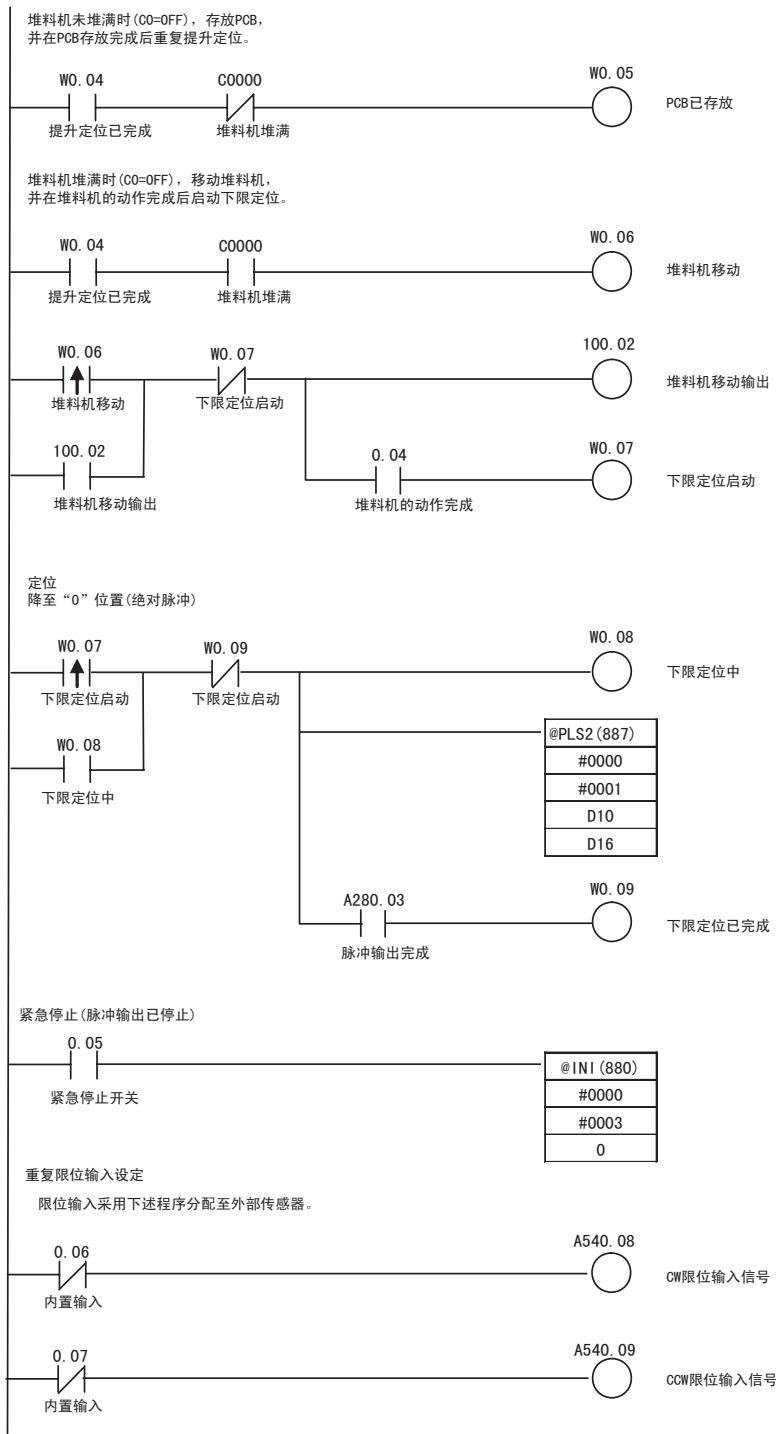 堆料机未堆满时(C0=OFF)，存放PCB，
并在PCB存放完成后重复提升定位。
W0.04 C0000 W0.05
PCB已存放
提升定位已完成 堆料机堆满
堆料机堆满时(C0=OFF)，移动堆料机，
并在堆料机的动作完成后启动下限定位。
W0.04 C0000 W0.06
堆料机移动
提升定位已完成 堆料机堆满
W0.06 W0.07 100.02
堆料机移动输出
堆料机移动 下限定位启动
100.02 0.04 W0.07
下限定位启动
堆料机移动输出 堆料机的动作完成
定位
降至“0”位置(绝对脉冲)
W0.07 W0.09 W0.08
下限定位中
下限定位启动 下限定位启动
@PLS2(887)
W0.08
#0000
#0001
下限定位中
D10
D16
A280.03 W0.09
下限定位已完成
脉冲输出完成
紧急停止(脉冲输出已停止)
0.05
@INI(880)
紧急停止开关
#0000
#0003
0
重复限位输入设定
限位输入采用下述程序分配至外部传感器。
0.06 A540.08
CW限位输入信号
内置输入
0.07 A540.09
CCW限位输入信号
内置输入